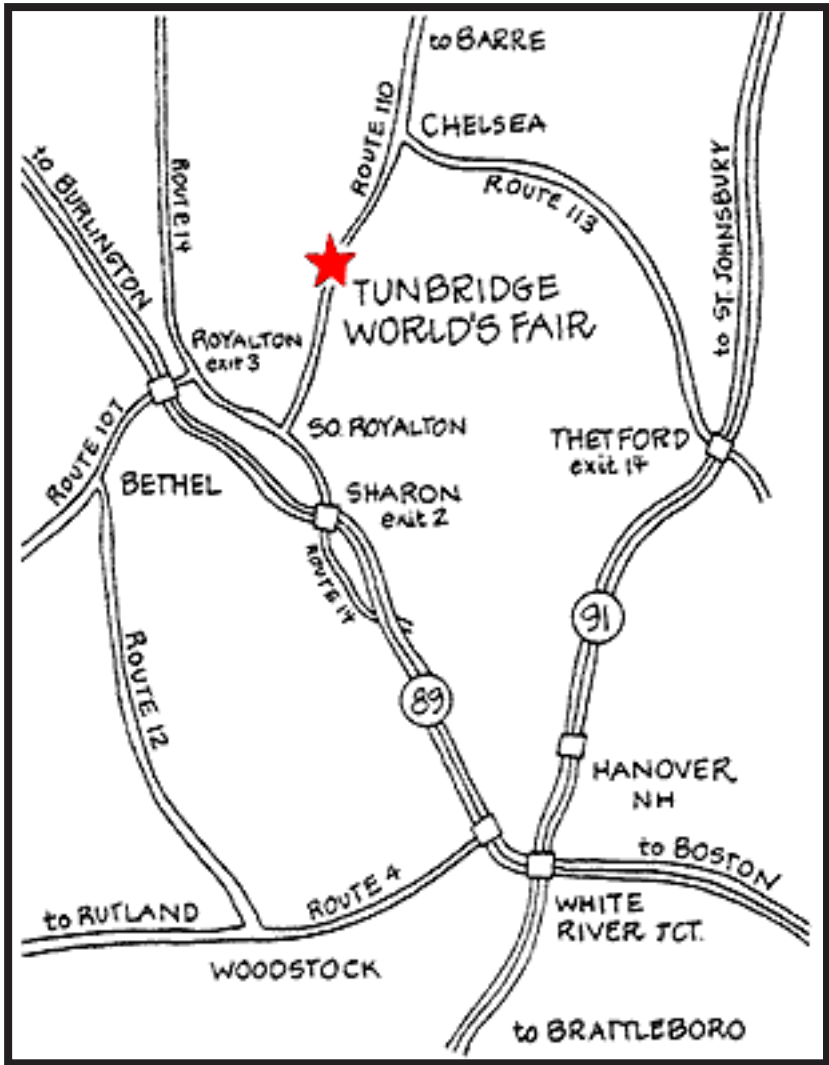 to BARRE
ROUTE 110
CHELSEA
to BURLINGTON
ROUTE 14
ROUTE 113
to ST. JOHNSBURY
TUNBRIDGE
WORLD'S FAIR
ROYALTON
exit 3
SO. ROYALTON
THETFORD
exit 14
ROUTE 107
BETHEL
SHARON
exit 2
ROUTE 14
91
ROUTE 12
89
HANOVER
NH
to BOSTON
ROUTE 4
to RUTLAND
WHITE
RIVER JCT.
WOODSTOCK
to BRATTLEBORO